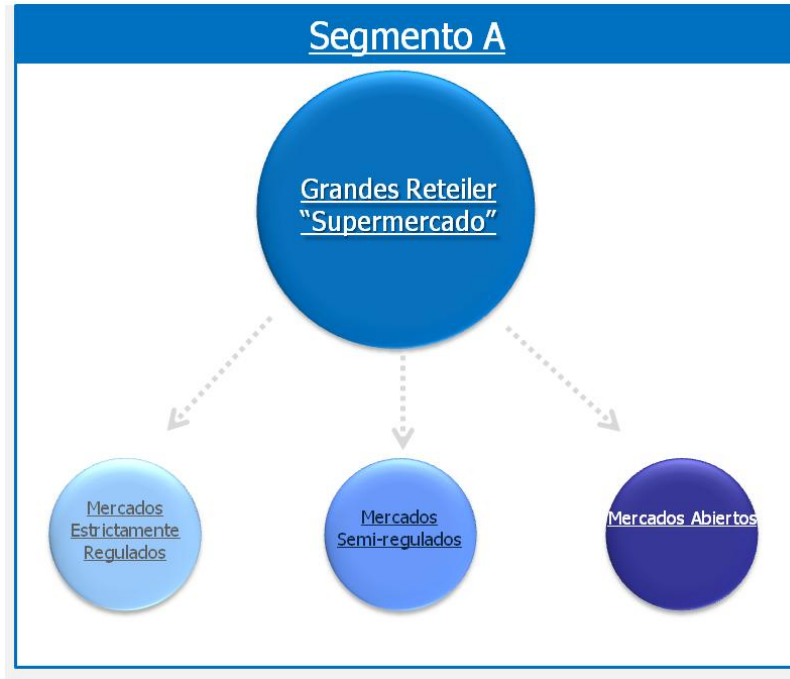 Segmento A
Grandes Reteiler
“Supermercado”
Mercados
Estrictamente
Regulados
Mercados
Semi-regulados
Mercados Abiertos